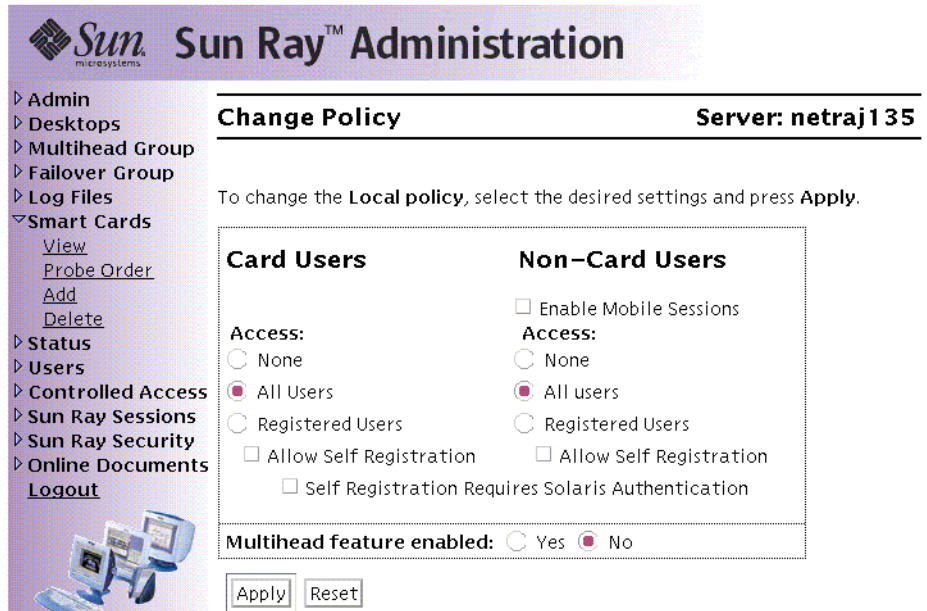 Sun microsystems
Sun Ray™ Administration
Admin
Desktops
Multihead Group
Failover Group
Log Files
Smart Cards
View
Probe Order
Add
Delete
Status
Users
Controlled Access
Sun Ray Sessions
Sun Ray Security
Online Documents
Logout
Change Policy Server: netraj135
To change the Local policy, select the desired settings and press Apply.
Card Users Non-Card Users
Enable Mobile Sessions
Access: Access:
None None
All Users All users
Registered Users Registered Users
Allow Self Registration Allow Self Registration
Self Registration Requires Solaris Authentication
Multihead feature enabled: Yes No
Apply Reset